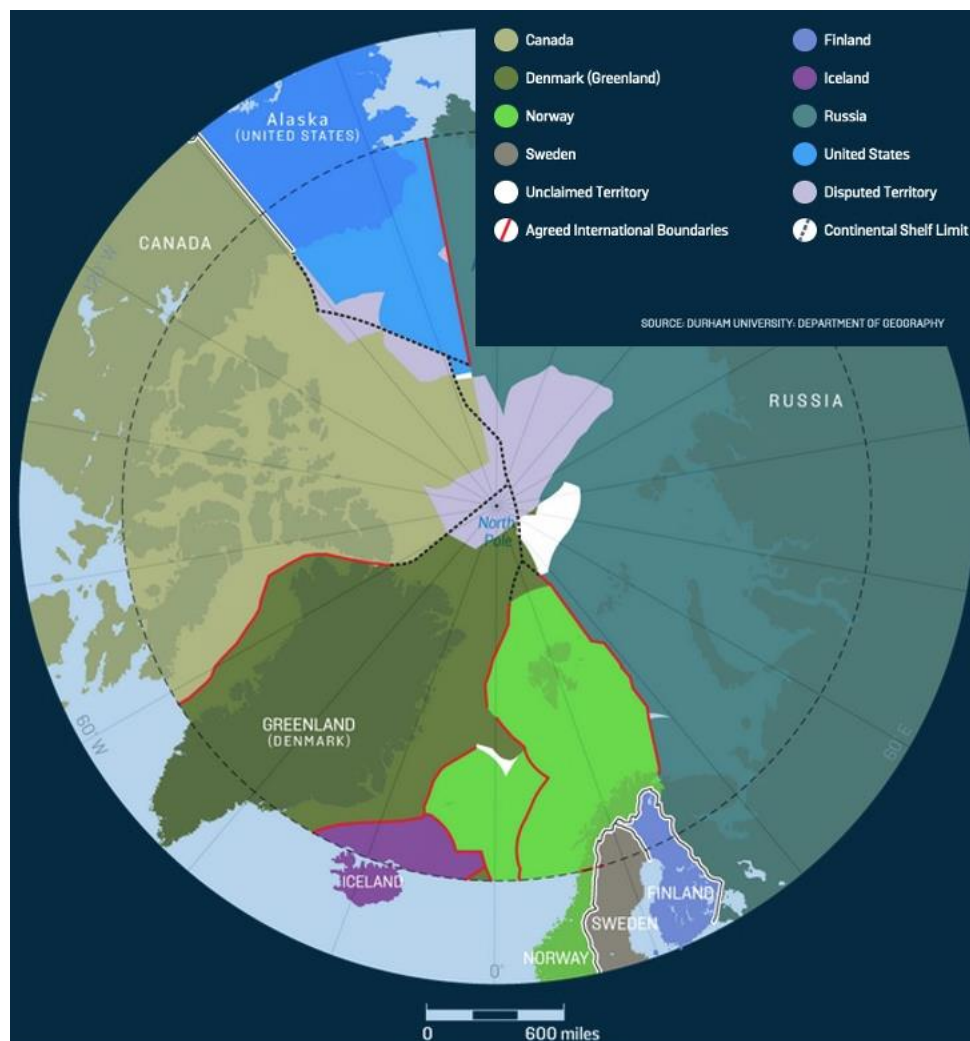 Canada
Denmark (Greenland)
Norway
Sweden
Unclaimed Territory
Agreed International Boundaries
Finland
Iceland
Russia
United States
Disputed Territory
Continental Shelf Limit
SOURCE: DURHAM UNIVERSITY: DEPARTMENT OF GEOGRAPHY
Alaska
(UNITED STATES)
CANADA
RUSSIA
North
Pole
60° W
60° E
GREENLAND
(DENMARK)
ICELAND
FINLAND
SWEDEN
NORWAY
0°
0
600 miles